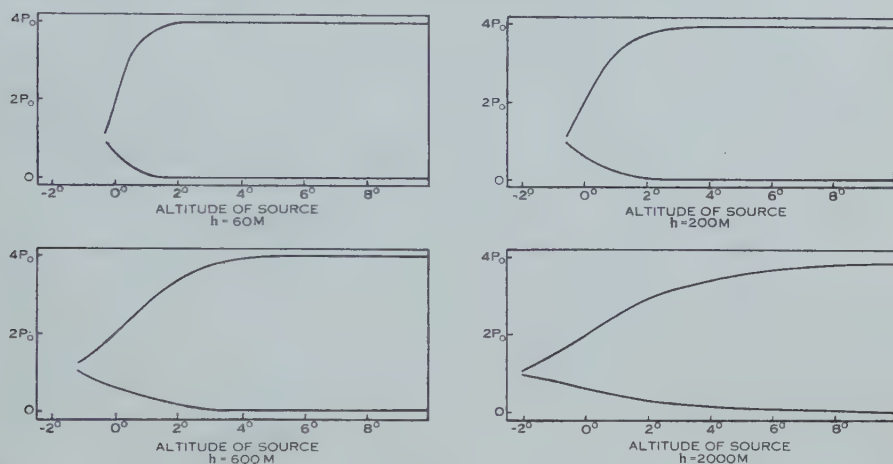 4P₀
2P₀
0
-2° 0° 2° 4° 6° 8°
ALTITUDE OF SOURCE
h = 60M
4P₀
2P₀
0
-2° 0° 2° 4° 6° 8°
ALTITUDE OF SOURCE
h = 200M
4P₀
2P₀
0
-2° 0° 2° 4° 6° 8°
ALTITUDE OF SOURCE
h = 600M
4P₀
2P₀
0
-2° 0° 2° 4° 6° 8°
ALTITUDE OF SOURCE
h = 2000M